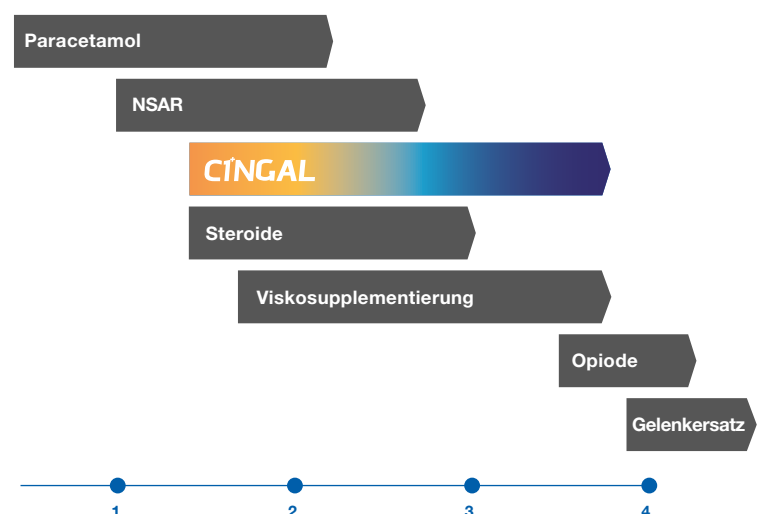 Paracetamol
NSAR
CINGAL
Steroide
Viskosupplementierung
Opiode
Gelenkersatz
1 2 3 4